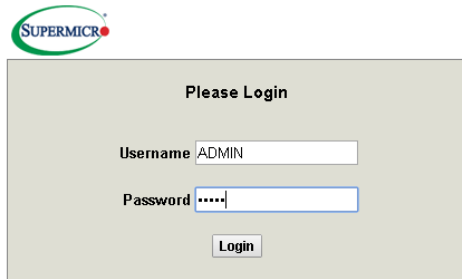 SUPERMICRO
Please Login
Username ADMIN
Password •••••
Login